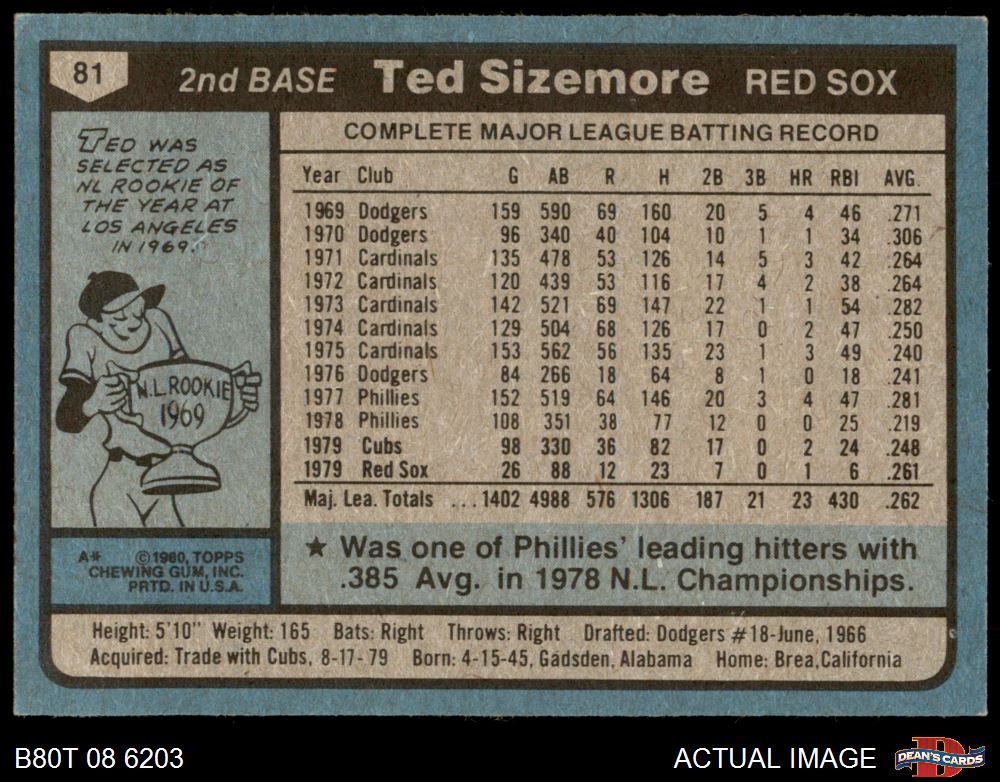 81
2nd BASE Ted Sizemore RED SOX
TED WAS
SELECTED AS
NL ROOKIE OF
THE YEAR AT
LOS ANGELES
IN 1969.
N.L. ROOKIE
1969
A* ©1980, TOPPS
CHEWING GUM, INC.
PRTD. IN U.S.A.
COMPLETE MAJOR LEAGUE BATTING RECORD
Year Club G AB R H 2B 3B HR RBI AVG.
1969 Dodgers 159 590 69 160 20 5 4 46 .271
1970 Dodgers 96 340 40 104 10 1 1 34 .306
1971 Cardinals 135 478 53 126 14 5 3 42 .264
1972 Cardinals 120 439 53 116 17 4 2 38 .264
1973 Cardinals 142 521 69 147 22 1 1 54 .282
1974 Cardinals 129 504 68 126 17 0 2 47 .250
1975 Cardinals 153 562 56 135 23 1 3 49 .240
1976 Dodgers 84 266 18 64 8 1 0 18 .241
1977 Phillies 152 519 64 146 20 3 4 47 .281
1978 Phillies 108 351 38 77 12 0 0 25 .219
1979 Cubs 98 330 36 82 17 0 2 24 .248
1979 Red Sox 26 88 12 23 7 0 1 6 .261
Maj. Lea. Totals ...1402 4988 576 1306 187 21 23 430 .262
★ Was one of Phillies' leading hitters with
.385 Avg. in 1978 N.L. Championships.
Height: 5'10" Weight: 165 Bats: Right Throws: Right Drafted: Dodgers #18-June, 1966
Acquired: Trade with Cubs, 8-17-79 Born: 4-15-45, Gadsden, Alabama Home: Brea, California
B80T 08 6203
ACTUAL IMAGE
D
DEAN'S CARDS